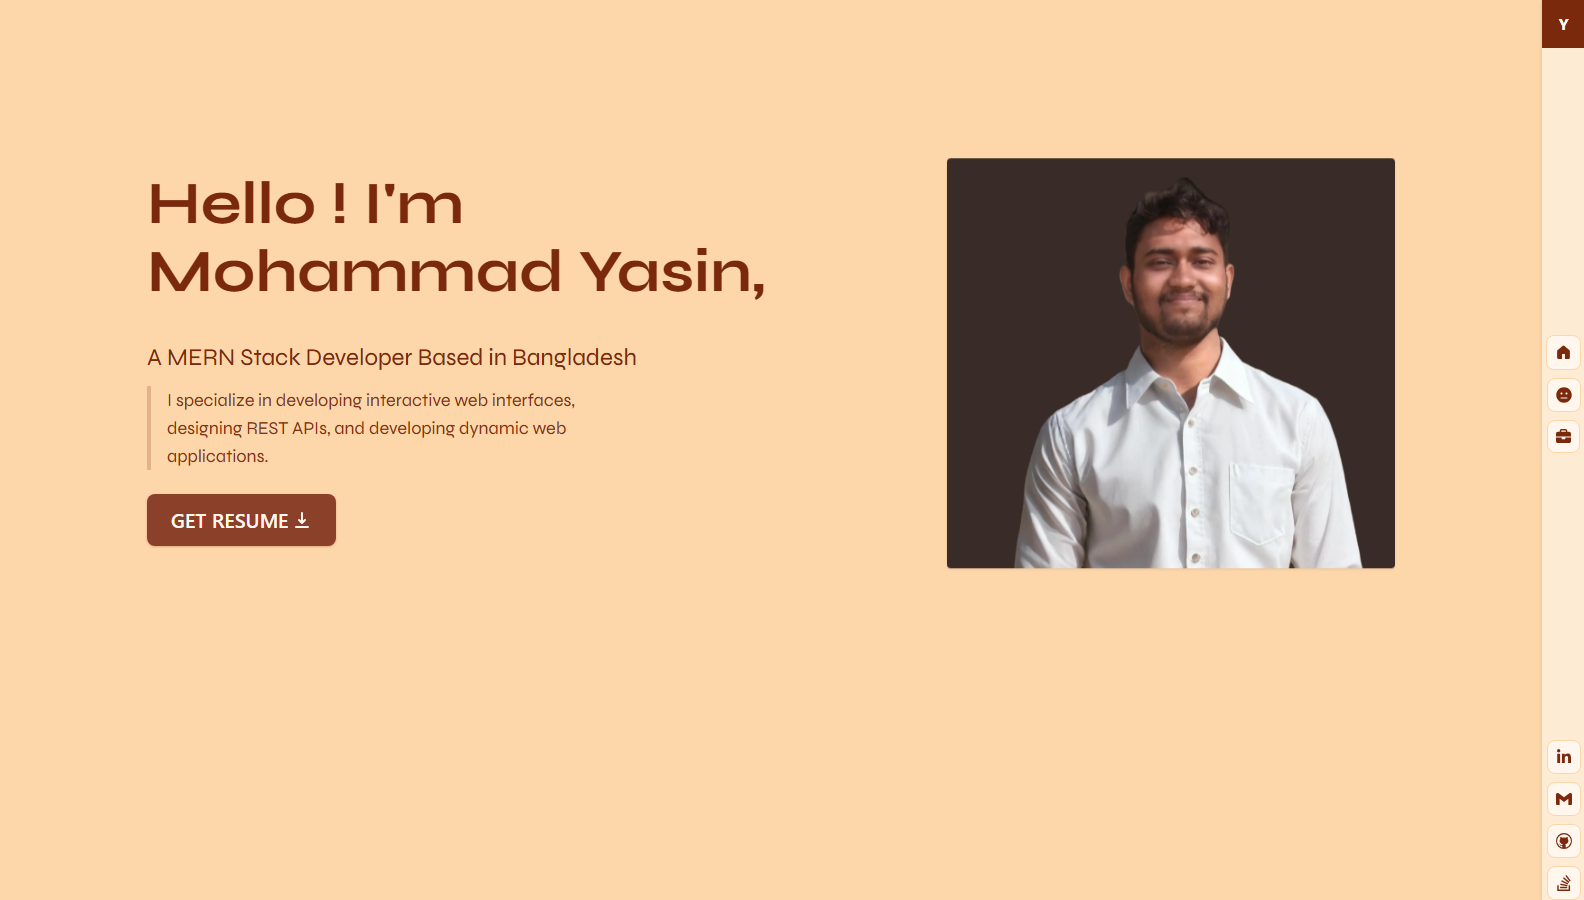 Y
Hello ! I'm
Mohammad Yasin,
A MERN Stack Developer Based in Bangladesh
I specialize in developing interactive web interfaces,
designing REST APIs, and developing dynamic web
applications.
GET RESUME
in